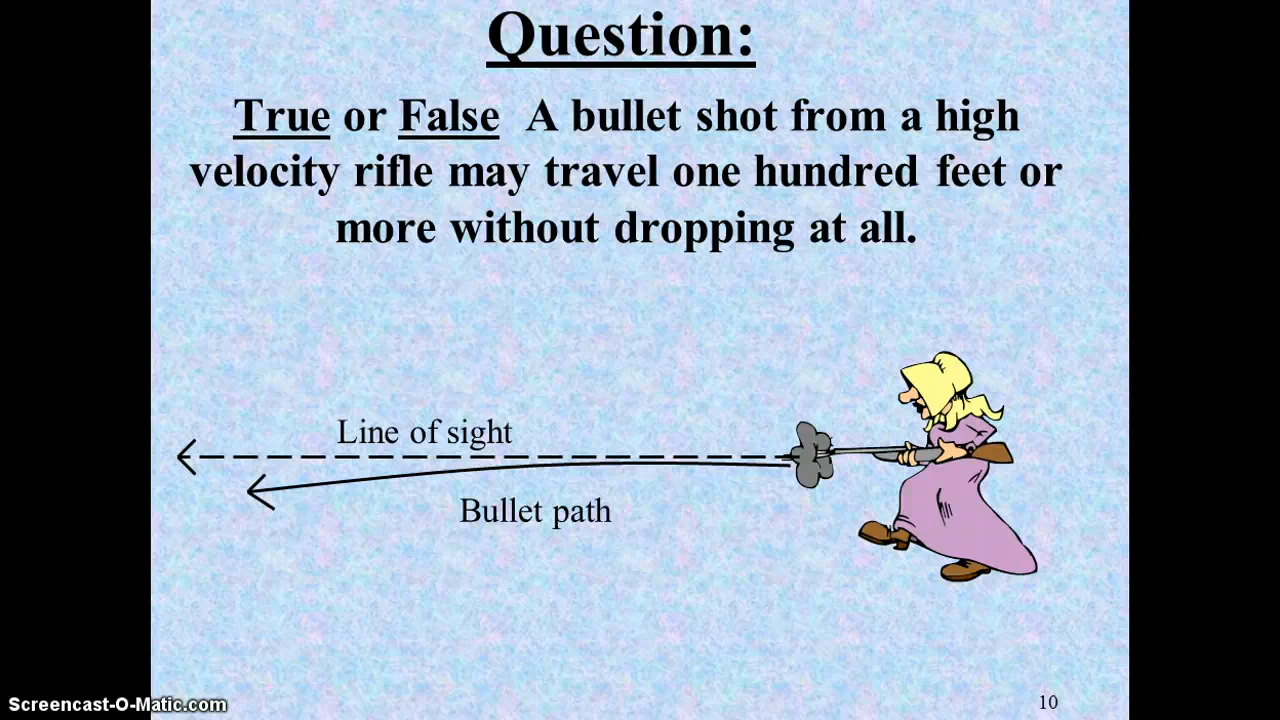 Question:
True or False A bullet shot from a high
velocity rifle may travel one hundred feet or
more without dropping at all.
Line of sight
Bullet path
Screencast-O-Matic.com
10